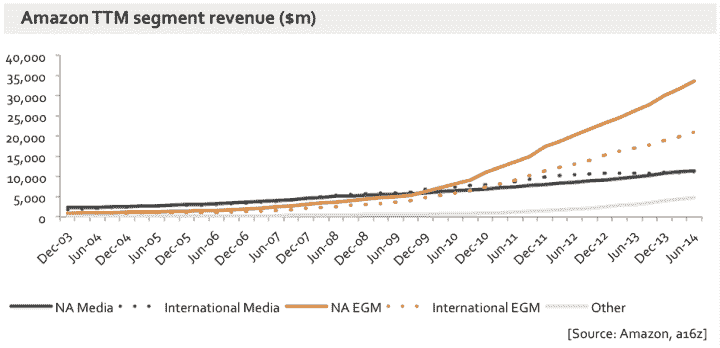 Amazon TTM segment revenue ($m)
40,000
35,000
30,000
25,000
20,000
15,000
10,000
5,000
0
Dec-03
Jun-04
Dec-04
Jun-05
Dec-05
Jun-06
Dec-06
Jun-07
Dec-07
Jun-08
Dec-08
Jun-09
Dec-09
Jun-10
Dec-10
Jun-11
Dec-11
Jun-12
Dec-12
Jun-13
Dec-13
Jun-14
NA Media International Media NA EGM International EGM Other
[Source: Amazon, a16z]